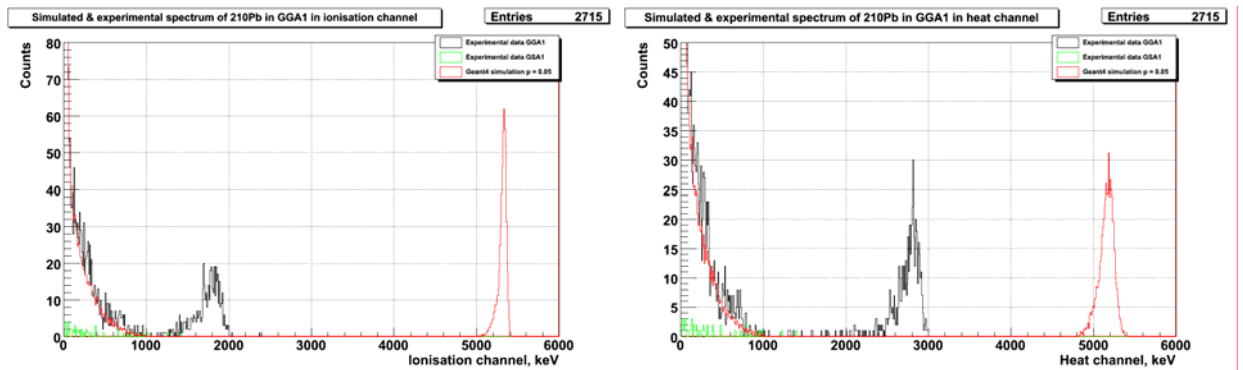 Simulated & experimental spectrum of 210Pb in GGA1 in ionisation channel
Entries 2715
Counts
80
70
60
50
40
30
20
10
0
Experimental data GGA1
Experimental data GSA1
Geant4 simulation p = 0.05
0 1000 2000 3000 4000 5000 6000
Ionisation channel, keV
Simulated & experimental spectrum of 210Pb in GGA1 in heat channel
Entries 2715
Counts
50
45
40
35
30
25
20
15
10
5
0
Experimental data GGA1
Experimental data GSA1
Geant4 simulation p = 0.05
0 1000 2000 3000 4000 5000 6000
Heat channel, keV